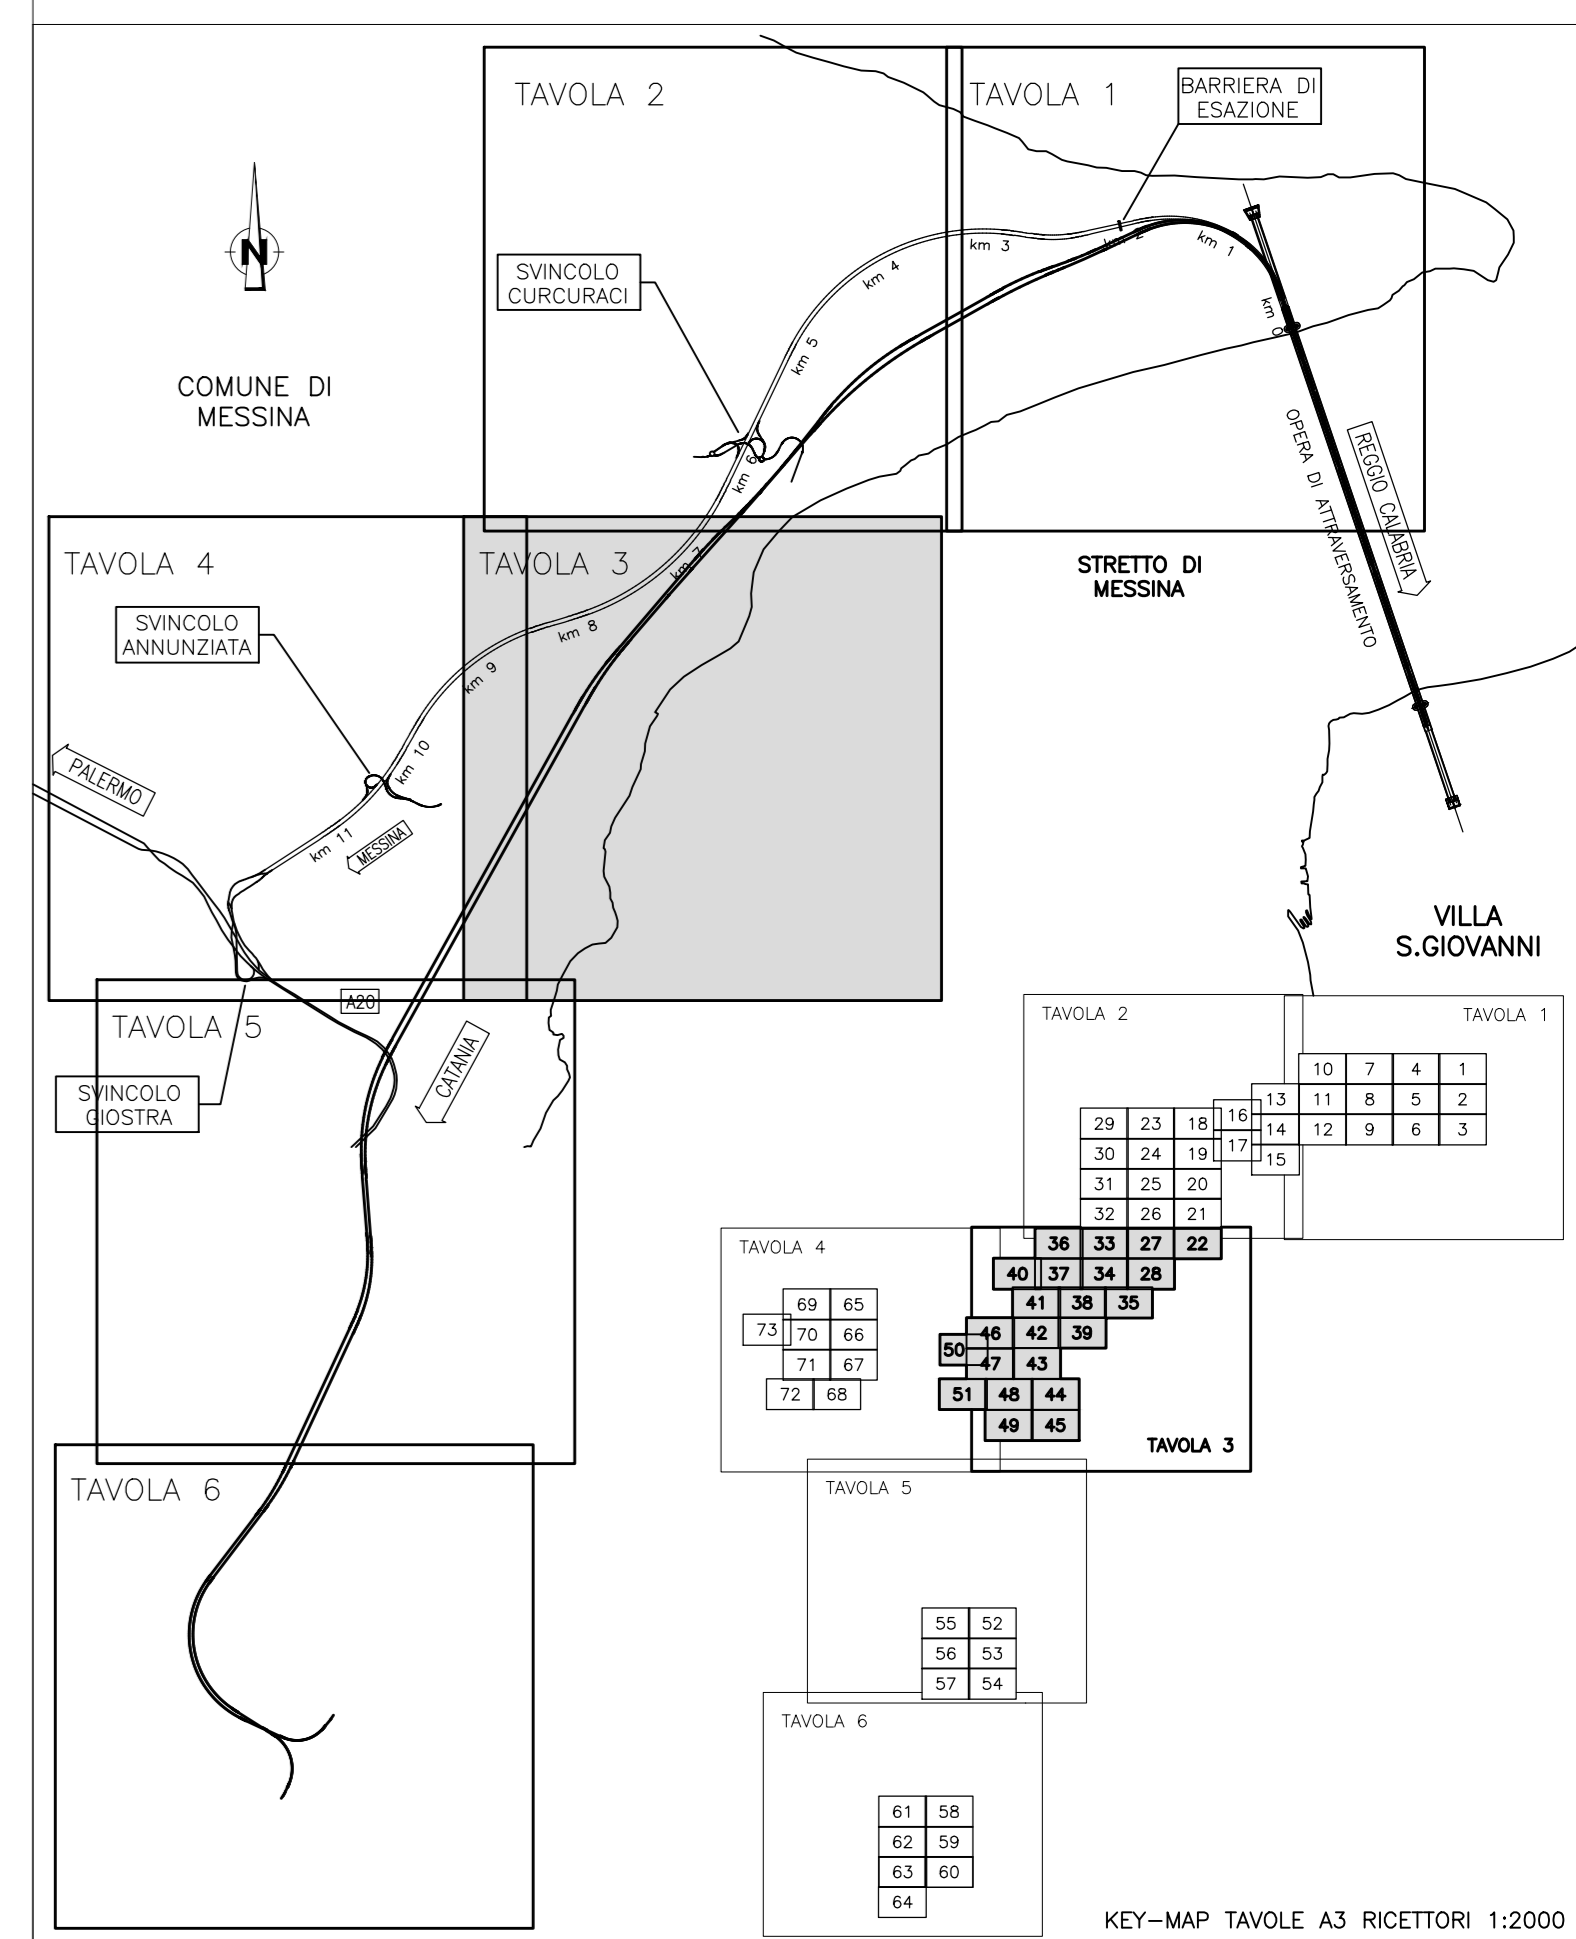 TAVOLA 2
TAVOLA 1
BARRIERA DI
ESAZIONE
N
SVINCOLO
CURCURACI
km 0
km 1
km 2
km 3
km 4
km 5
km 6
COMUNE DI
MESSINA
OPERA DI ATTRAVERSAMENTO
REGGIO CALABRIA
STRETTO DI
MESSINA
TAVOLA 4
TAVOLA 3
km 7
km 8
km 9
km 10
km 11
SVINCOLO
ANNUNZIATA
PALERMO
MESSINA
VILLA
S.GIOVANNI
A20
TAVOLA 5
CATANIA
SVINCOLO
GIOSTRA
TAVOLA 6
TAVOLA 2
TAVOLA 1
10 7 4 1
13 11 8 5 2
16 14 12 9 6 3
17 15
29 23 18
30 24 19
31 25 20
32 26 21
TAVOLA 4
36 33 27 22
40 37 34 28
41 38 35
46 42 39
50 47 43
51 48 44
49 45
TAVOLA 3
69 65
73 70 66
71 67
72 68
TAVOLA 5
55 52
56 53
57 54
TAVOLA 6
61 58
62 59
63 60
64
KEY-MAP TAVOLE A3 RICETTORI 1:2000